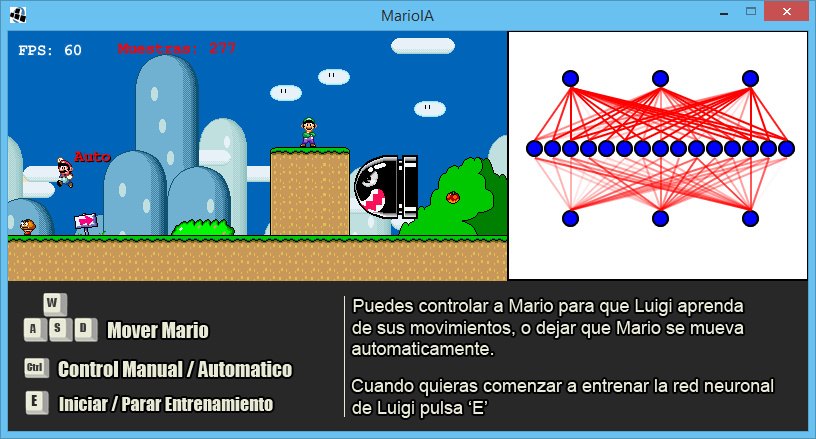 MarioIA
FPS: 60
Muestras: 277
Auto
W
A S D Mover Mario
Ctrl Control Manual / Automatico
E Iniciar / Parar Entrenamiento
Puedes controlar a Mario para que Luigi aprenda
de sus movimientos, o dejar que Mario se mueva
automaticamente.
Cuando quieras comenzar a entrenar la red neuronal
de Luigi pulsa ‘E’